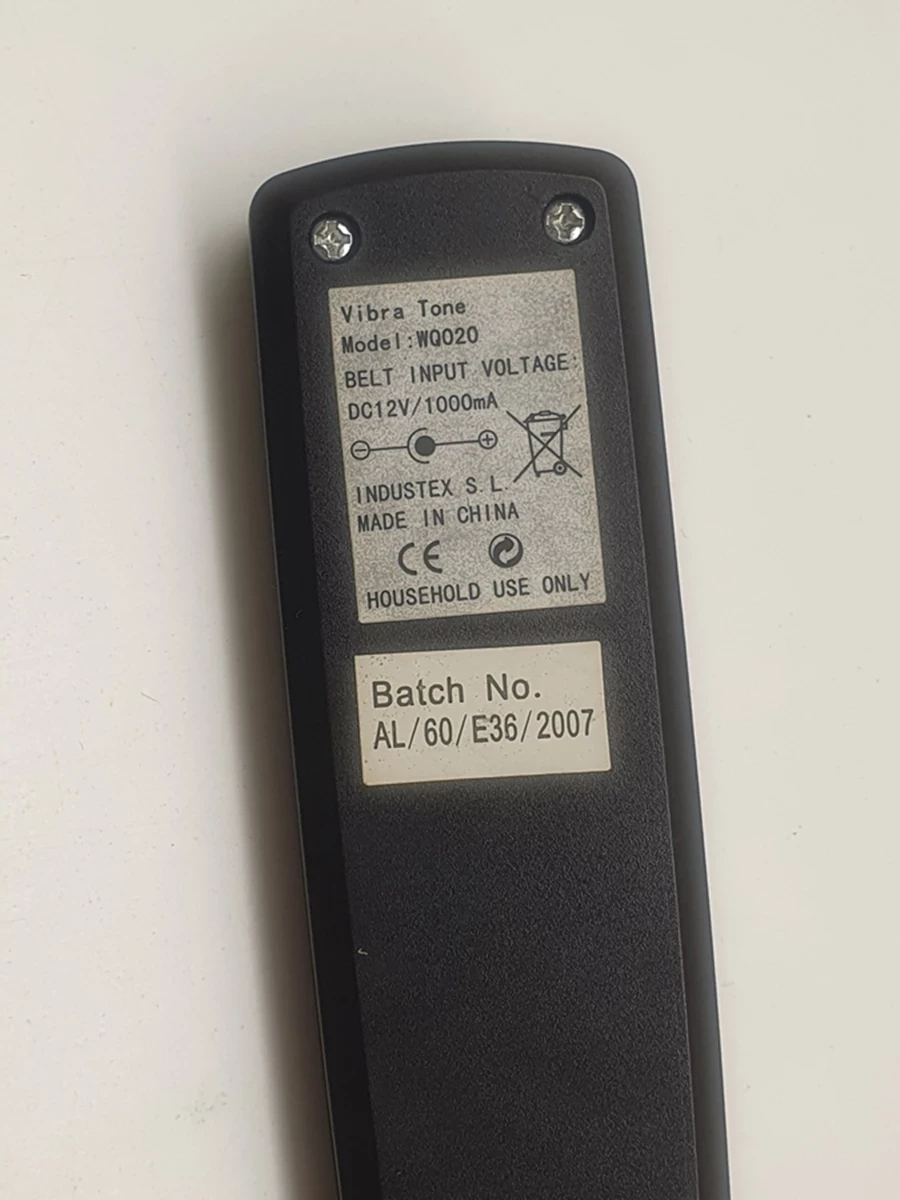 Vibra Tone
Model:WQ020
BELT INPUT VOLTAGE:
DC12V/1000mA
INDUSTEX S.L.
MADE IN CHINA
CE
HOUSEHOLD USE ONLY
Batch No.
AL/60/E36/2007